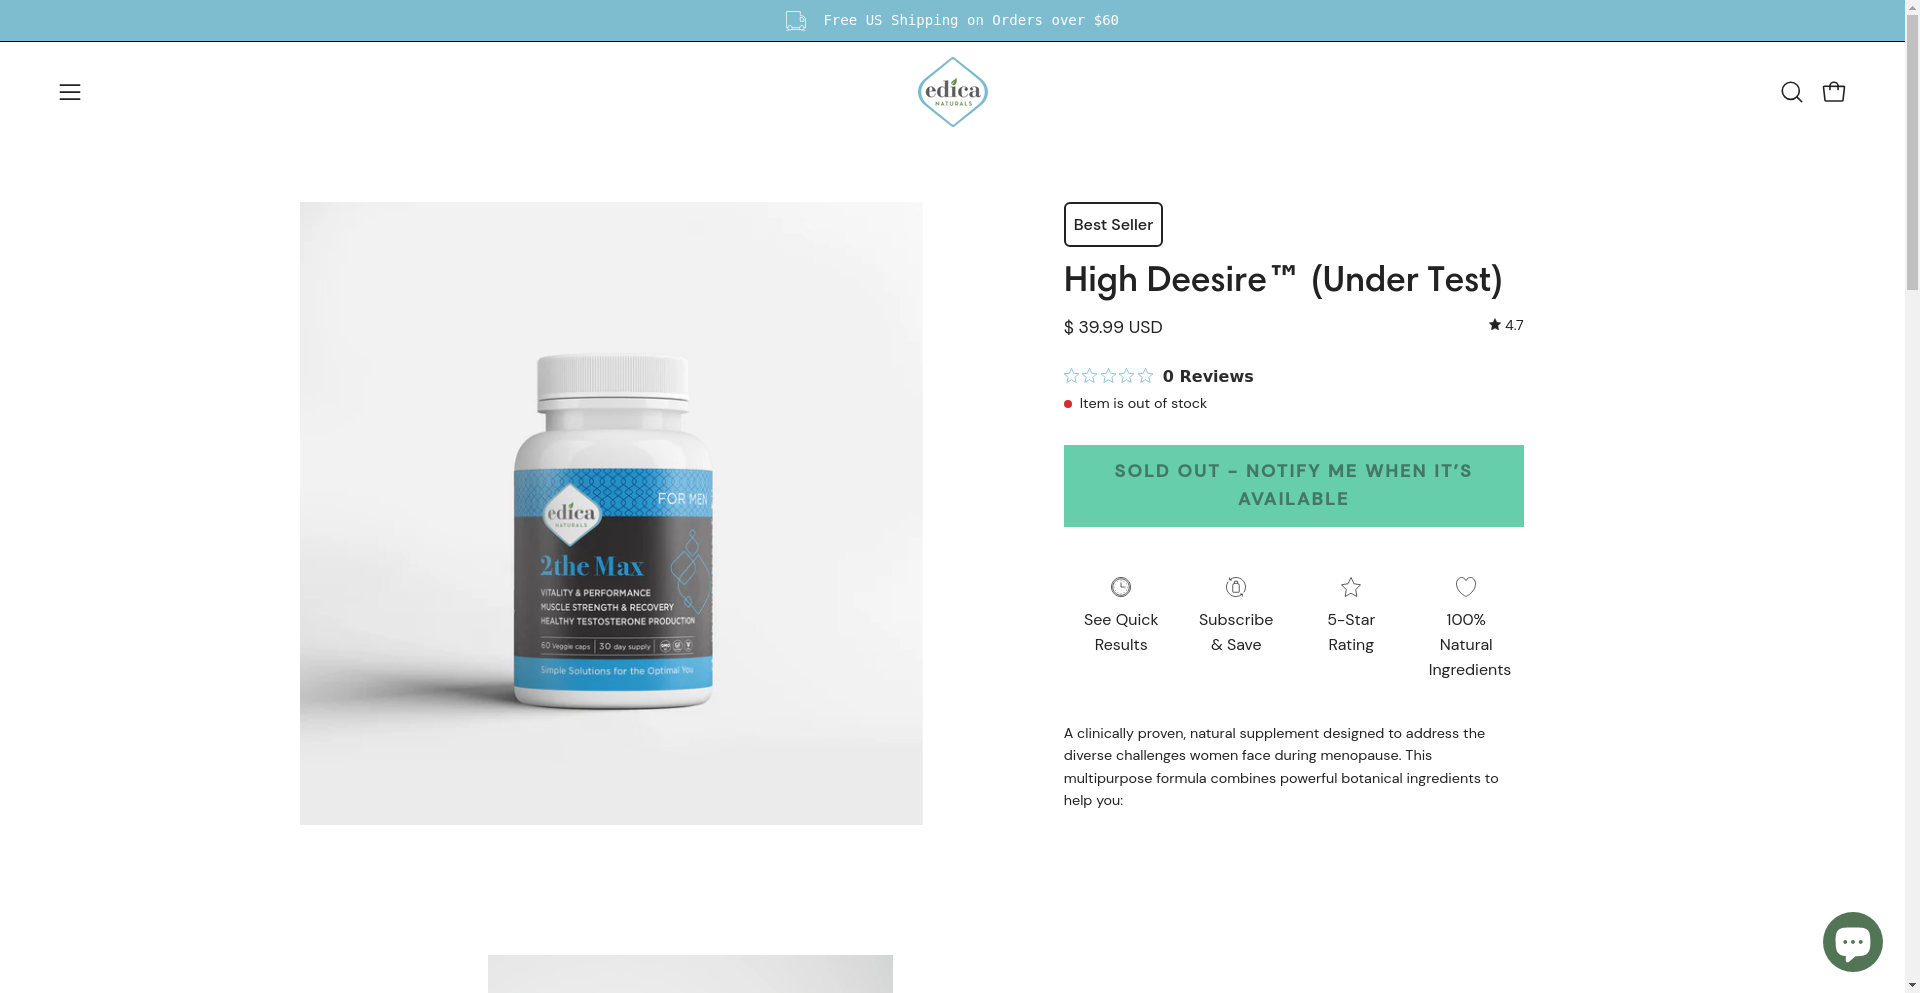 Free US Shipping on Orders over $60
edica
NATURALS
Best Seller
High Deesire™ (Under Test)
$ 39.99 USD
4.7
0 Reviews
Item is out of stock
SOLD OUT - NOTIFY ME WHEN IT'S
AVAILABLE
See Quick
Results
Subscribe
& Save
5-Star
Rating
100%
Natural
Ingredients
A clinically proven, natural supplement designed to address the
diverse challenges women face during menopause. This
multipurpose formula combines powerful botanical ingredients to
help you:
FOR MEN
edica
NATURALS
2the Max
VITALITY & PERFORMANCE
MUSCLE STRENGTH & RECOVERY
HEALTHY TESTOSTERONE PRODUCTION
60 Veggie caps | 30 day supply
Simple Solutions for the Optimal You